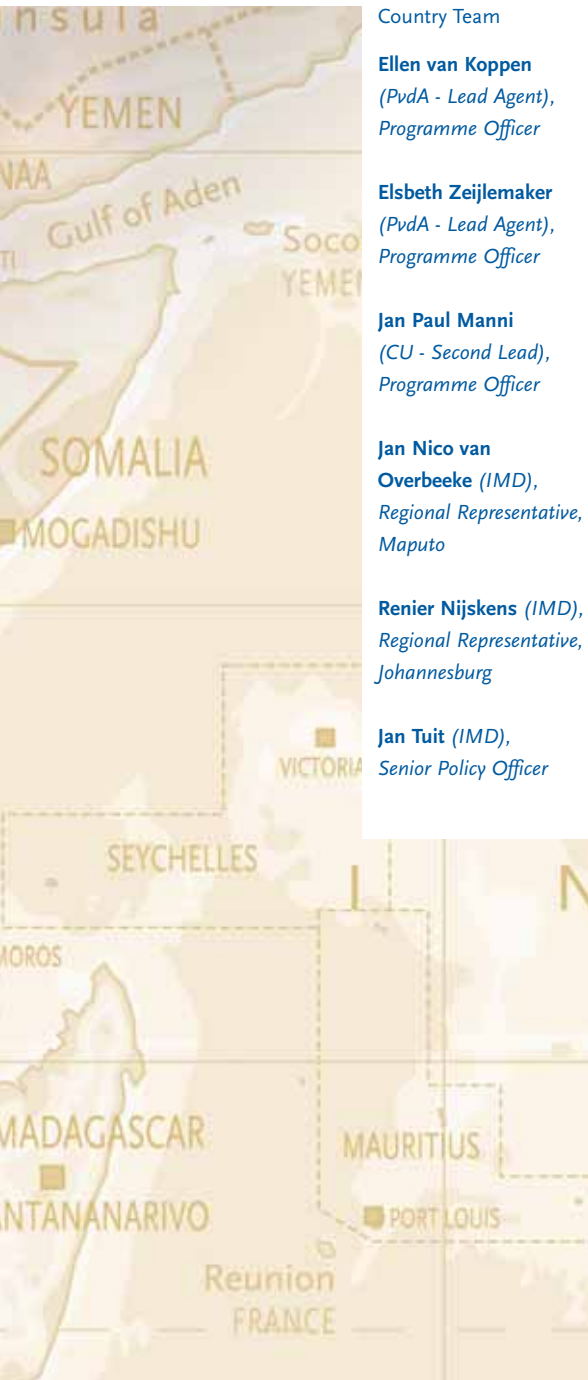 Country Team
Ellen van Koppen
(PvdA - Lead Agent),
Programme Officer
Elsbeth Zeijlemaker
(PvdA - Lead Agent),
Programme Officer
Jan Paul Manni
(CU - Second Lead),
Programme Officer
Jan Nico van
Overbeeke (IMD),
Regional Representative,
Maputo
Renier Nijskens (IMD),
Regional Representative,
Johannesburg
Jan Tuit (IMD),
Senior Policy Officer
nsula
YEMEN
NAA
Gulf of Aden
TI
Soco
YEME
SOMALIA
MOGADISHU
VICTORIA
SEYCHELLES
I
N
MOROS
MADAGASCAR
ANTANANARIVO
MAURITIUS
PORT LOUIS
Reunion
FRANCE